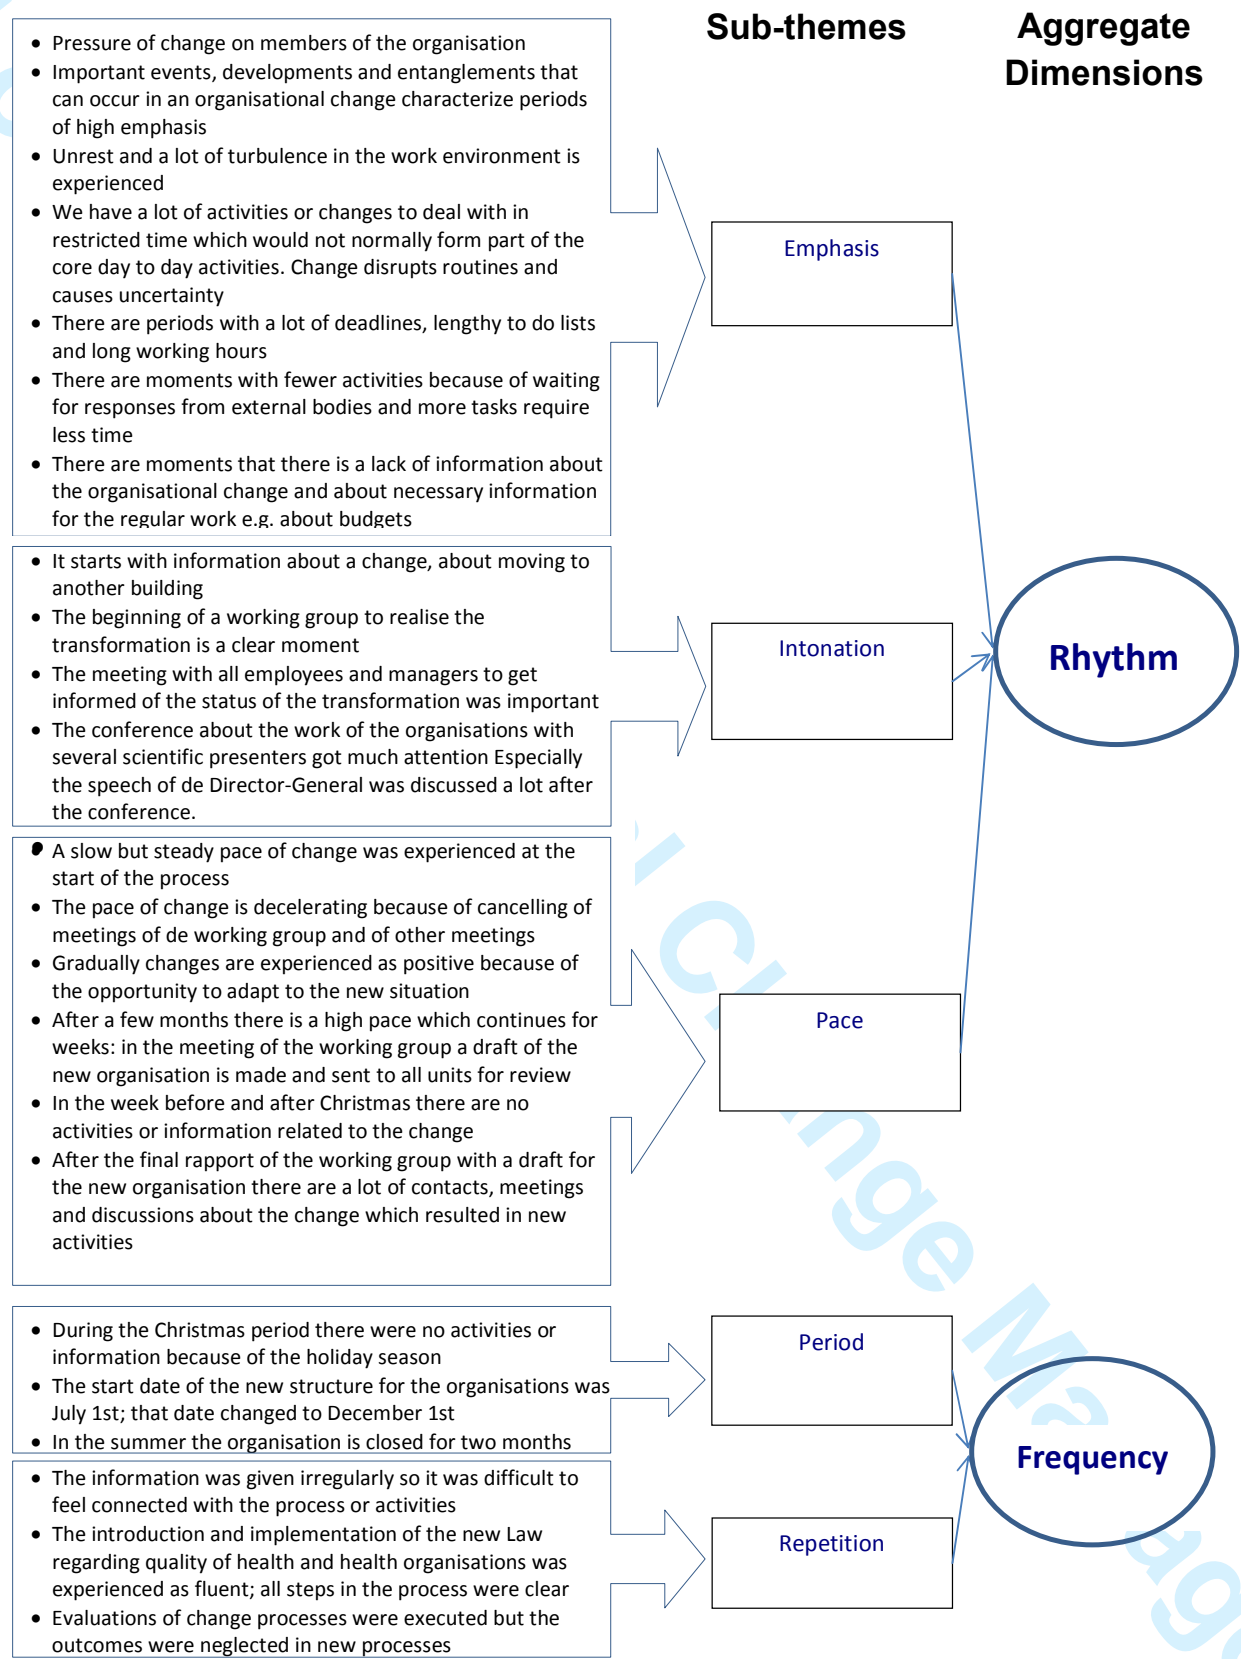 Sub-themes
Aggregate
Dimensions
• Pressure of change on members of the organisation
• Important events, developments and entanglements that
can occur in an organisational change characterize periods
of high emphasis
• Unrest and a lot of turbulence in the work environment is
experienced
• We have a lot of activities or changes to deal with in
restricted time which would not normally form part of the
core day to day activities. Change disrupts routines and
causes uncertainty
• There are periods with a lot of deadlines, lengthy to do lists
and long working hours
• There are moments with fewer activities because of waiting
for responses from external bodies and more tasks require
less time
• There are moments that there is a lack of information about
the organisational change and about necessary information
for the regular work e.g. about budgets
Emphasis
• It starts with information about a change, about moving to
another building
• The beginning of a working group to realise the
transformation is a clear moment
• The meeting with all employees and managers to get
informed of the status of the transformation was important
• The conference about the work of the organisations with
several scientific presenters got much attention Especially
the speech of de Director-General was discussed a lot after
the conference.
Intonation
Rhythm
• A slow but steady pace of change was experienced at the
start of the process
• The pace of change is decelerating because of cancelling of
meetings of de working group and of other meetings
• Gradually changes are experienced as positive because of
the opportunity to adapt to the new situation
• After a few months there is a high pace which continues for
weeks: in the meeting of the working group a draft of the
new organisation is made and sent to all units for review
• In the week before and after Christmas there are no
activities or information related to the change
• After the final rapport of the working group with a draft for
the new organisation there are a lot of contacts, meetings
and discussions about the change which resulted in new
activities
Pace
• During the Christmas period there were no activities or
information because of the holiday season
• The start date of the new structure for the organisations was
July 1st; that date changed to December 1st
• In the summer the organisation is closed for two months
Period
• The information was given irregularly so it was difficult to
feel connected with the process or activities
• The introduction and implementation of the new Law
regarding quality of health and health organisations was
experienced as fluent; all steps in the process were clear
• Evaluations of change processes were executed but the
outcomes were neglected in new processes
Repetition
Frequency